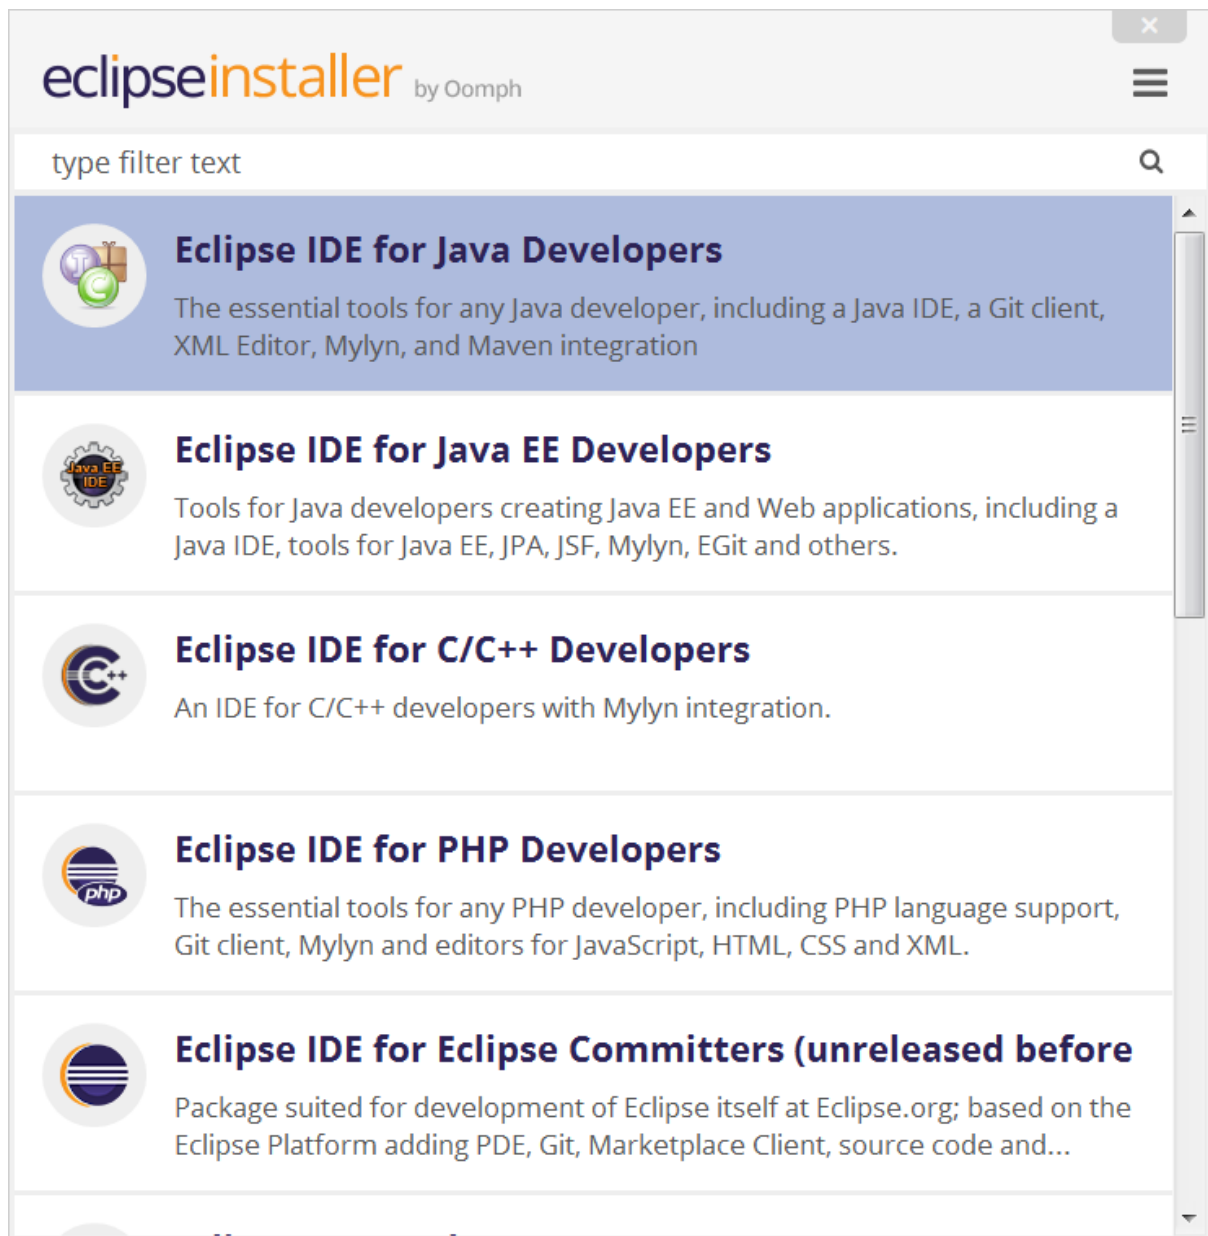 eclipseinstaller by Oomph
type filter text
Eclipse IDE for Java Developers
The essential tools for any Java developer, including a Java IDE, a Git client,
XML Editor, Mylyn, and Maven integration
Java EE
IDE
Eclipse IDE for Java EE Developers
Tools for Java developers creating Java EE and Web applications, including a
Java IDE, tools for Java EE, JPA, JSF, Mylyn, EGit and others.
C++
Eclipse IDE for C/C++ Developers
An IDE for C/C++ developers with Mylyn integration.
php
Eclipse IDE for PHP Developers
The essential tools for any PHP developer, including PHP language support,
Git client, Mylyn and editors for JavaScript, HTML, CSS and XML.
Eclipse IDE for Eclipse Committers (unreleased before
Package suited for development of Eclipse itself at Eclipse.org; based on the
Eclipse Platform adding PDE, Git, Marketplace Client, source code and...